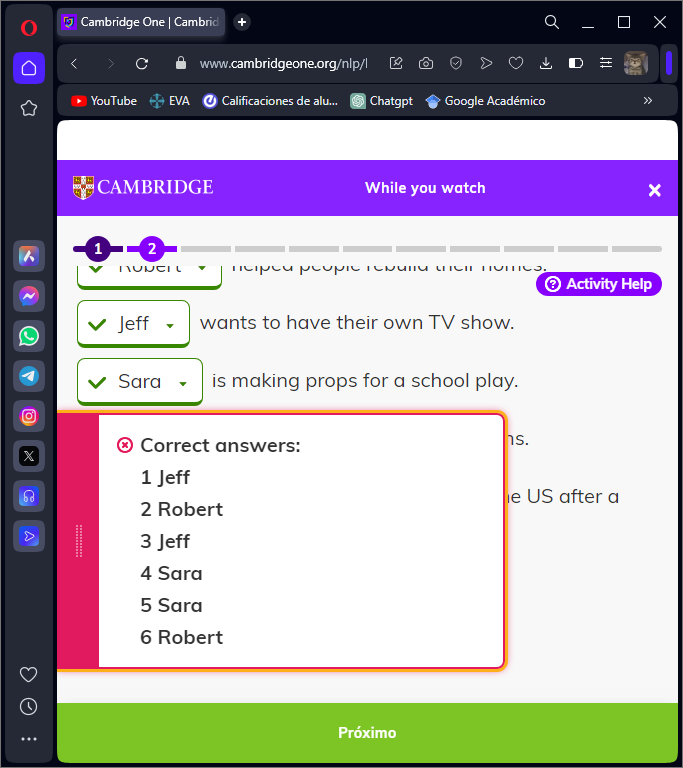 Cambridge One | Cambrid
www.cambridgeone.org/nlp/l
YouTube
EVA
Calificaciones de alu...
Chatgpt
Google Académico
CAMBRIDGE
While you watch
1
2
Robert helped people rebuild their homes.
Activity Help
Jeff wants to have their own TV show.
Sara is making props for a school play.
ns.
e US after a
Correct answers:
1 Jeff
2 Robert
3 Jeff
4 Sara
5 Sara
6 Robert
Próximo